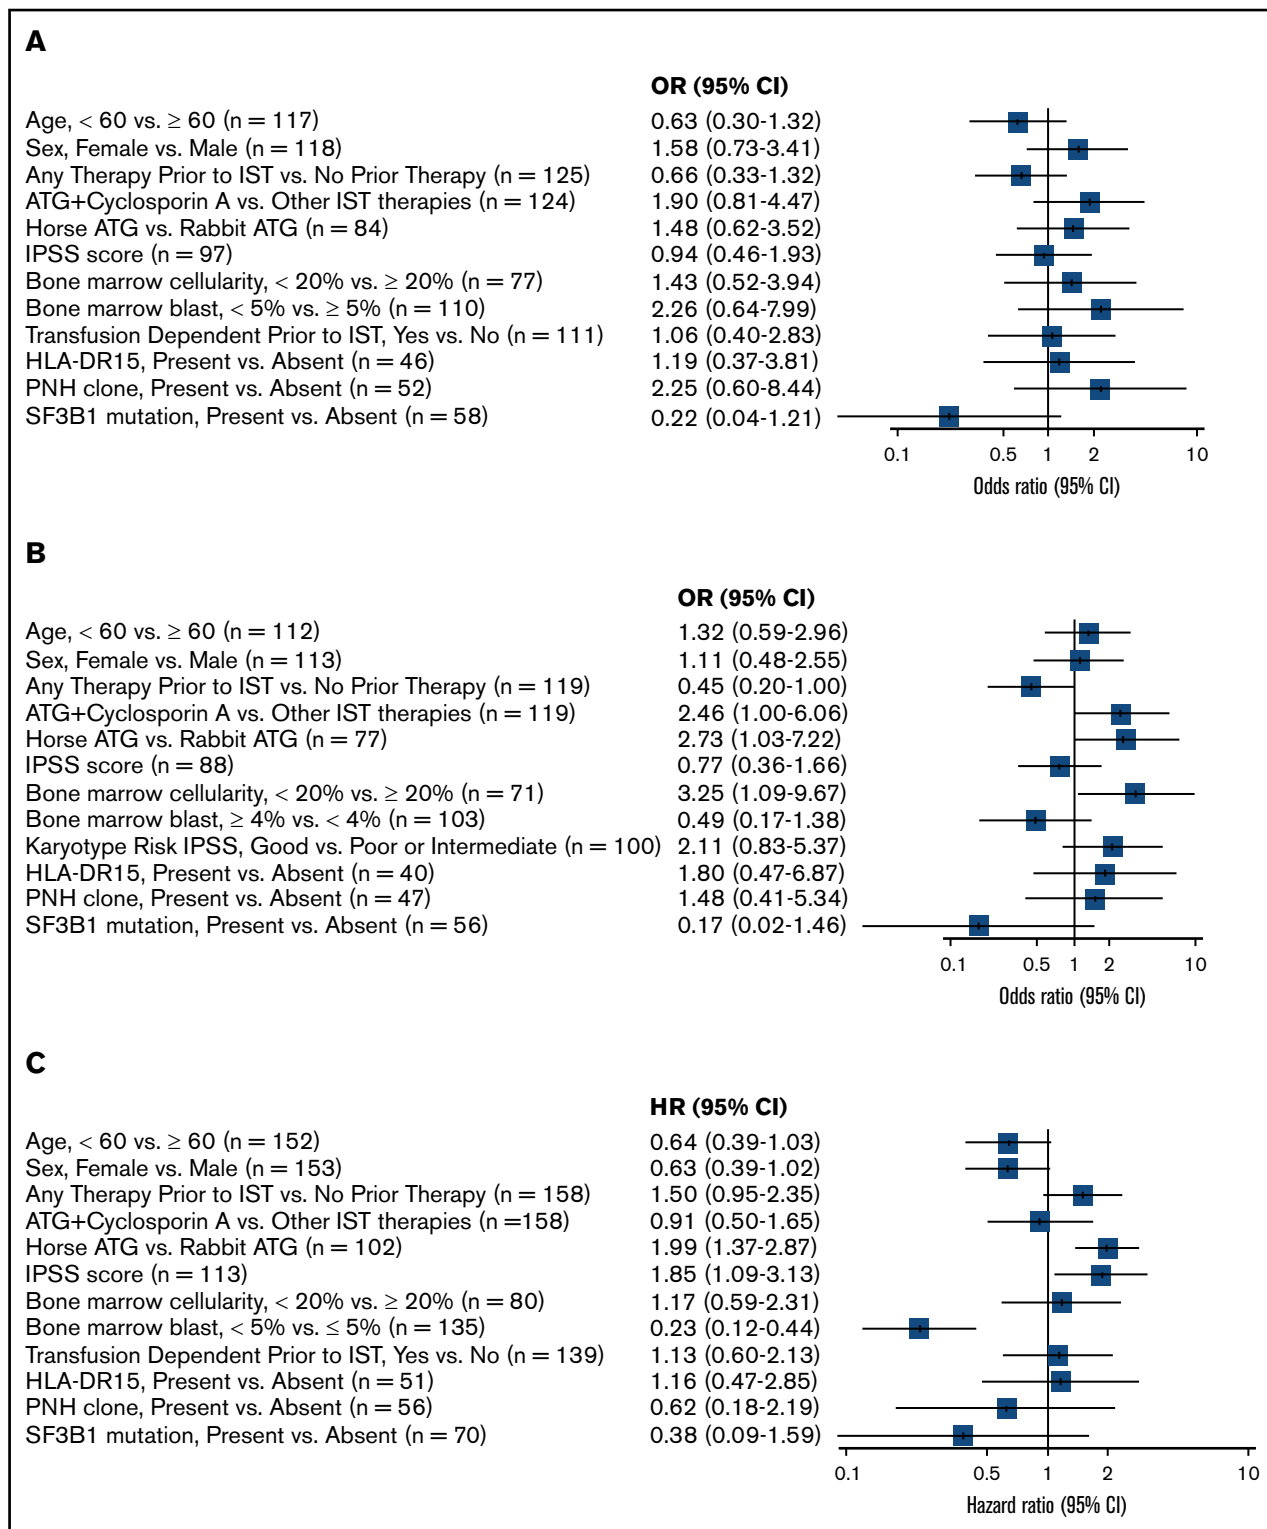 A
OR (95% CI)
Age, < 60 vs. ≥ 60 (n = 117) 0.63 (0.30-1.32)
Sex, Female vs. Male (n = 118) 1.58 (0.73-3.41)
Any Therapy Prior to IST vs. No Prior Therapy (n = 125) 0.66 (0.33-1.32)
ATG+Cyclosporin A vs. Other IST therapies (n = 124) 1.90 (0.81-4.47)
Horse ATG vs. Rabbit ATG (n = 84) 1.48 (0.62-3.52)
IPSS score (n = 97) 0.94 (0.46-1.93)
Bone marrow cellularity, < 20% vs. ≥ 20% (n = 77) 1.43 (0.52-3.94)
Bone marrow blast, < 5% vs. ≥ 5% (n = 110) 2.26 (0.64-7.99)
Transfusion Dependent Prior to IST, Yes vs. No (n = 111) 1.06 (0.40-2.83)
HLA-DR15, Present vs. Absent (n = 46) 1.19 (0.37-3.81)
PNH clone, Present vs. Absent (n = 52) 2.25 (0.60-8.44)
SF3B1 mutation, Present vs. Absent (n = 58) 0.22 (0.04-1.21)
0.1 0.5 1 2 10
Odds ratio (95% CI)
B
OR (95% CI)
Age, < 60 vs. ≥ 60 (n = 112) 1.32 (0.59-2.96)
Sex, Female vs. Male (n = 113) 1.11 (0.48-2.55)
Any Therapy Prior to IST vs. No Prior Therapy (n = 119) 0.45 (0.20-1.00)
ATG+Cyclosporin A vs. Other IST therapies (n = 119) 2.46 (1.00-6.06)
Horse ATG vs. Rabbit ATG (n = 77) 2.73 (1.03-7.22)
IPSS score (n = 88) 0.77 (0.36-1.66)
Bone marrow cellularity, < 20% vs. ≥ 20% (n = 71) 3.25 (1.09-9.67)
Bone marrow blast, ≥ 4% vs. < 4% (n = 103) 0.49 (0.17-1.38)
Karyotype Risk IPSS, Good vs. Poor or Intermediate (n = 100) 2.11 (0.83-5.37)
HLA-DR15, Present vs. Absent (n = 40) 1.80 (0.47-6.87)
PNH clone, Present vs. Absent (n = 47) 1.48 (0.41-5.34)
SF3B1 mutation, Present vs. Absent (n = 56) 0.17 (0.02-1.46)
0.1 0.5 1 2 10
Odds ratio (95% CI)
C
HR (95% CI)
Age, < 60 vs. ≥ 60 (n = 152) 0.64 (0.39-1.03)
Sex, Female vs. Male (n = 153) 0.63 (0.39-1.02)
Any Therapy Prior to IST vs. No Prior Therapy (n = 158) 1.50 (0.95-2.35)
ATG+Cyclosporin A vs. Other IST therapies (n =158) 0.91 (0.50-1.65)
Horse ATG vs. Rabbit ATG (n = 102) 1.99 (1.37-2.87)
IPSS score (n = 113) 1.85 (1.09-3.13)
Bone marrow cellularity, < 20% vs. ≥ 20% (n = 80) 1.17 (0.59-2.31)
Bone marrow blast, < 5% vs. ≤ 5% (n = 135) 0.23 (0.12-0.44)
Transfusion Dependent Prior to IST, Yes vs. No (n = 139) 1.13 (0.60-2.13)
HLA-DR15, Present vs. Absent (n = 51) 1.16 (0.47-2.85)
PNH clone, Present vs. Absent (n = 56) 0.62 (0.18-2.19)
SF3B1 mutation, Present vs. Absent (n = 70) 0.38 (0.09-1.59)
0.1 0.5 1 2 10
Hazard ratio (95% CI)